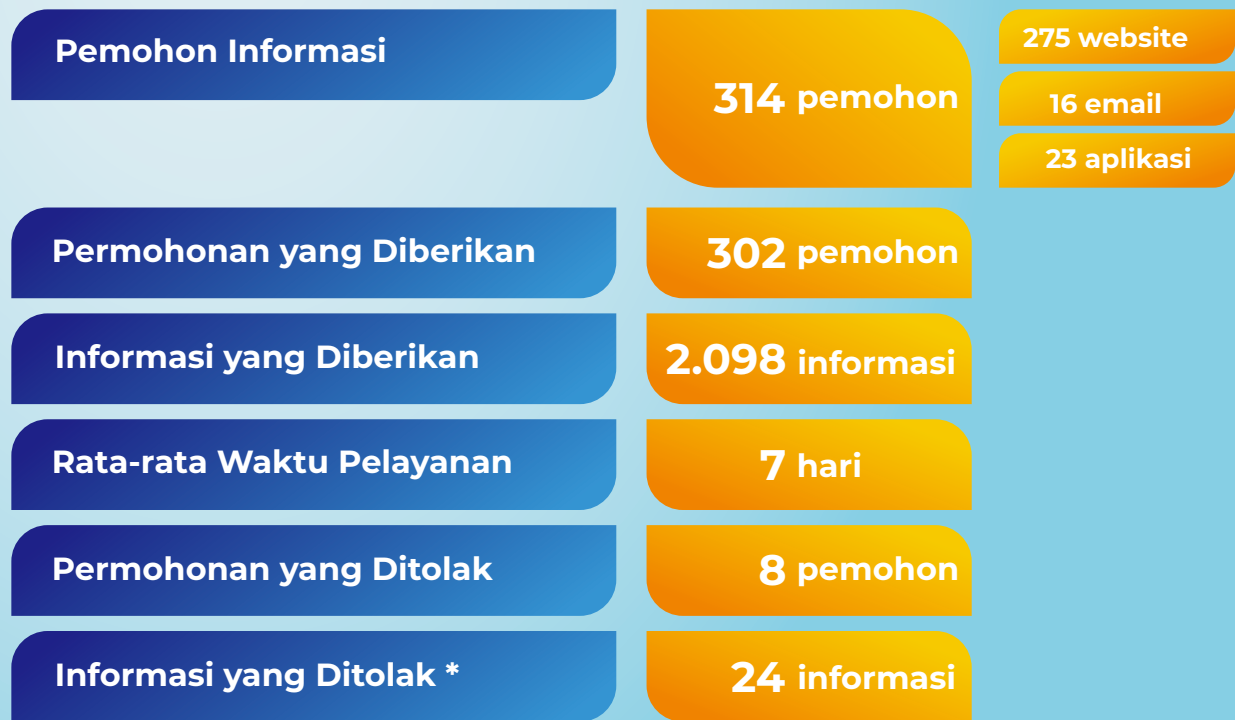 Pemohon Informasi
314 pemohon
275 website
16 email
23 aplikasi
Permohonan yang Diberikan
302 pemohon
Informasi yang Diberikan
2.098 informasi
Rata-rata Waktu Pelayanan
7 hari
Permohonan yang Ditolak
8 pemohon
Informasi yang Ditolak *
24 informasi